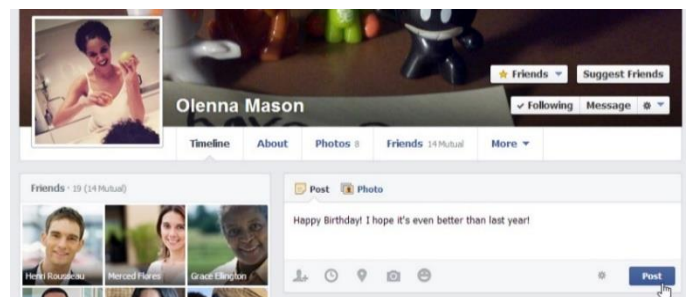 Friends
Suggest Friends
Olenna Mason
Following
Message
Timeline
About
Photos 8
Friends 14 Mutual
More
Friends · 19 (14 Mutual)
Post
Photo
Happy Birthday! I hope it's even better than last year!
Henri Rousseau
Merced Flores
Grace Ellington
Post